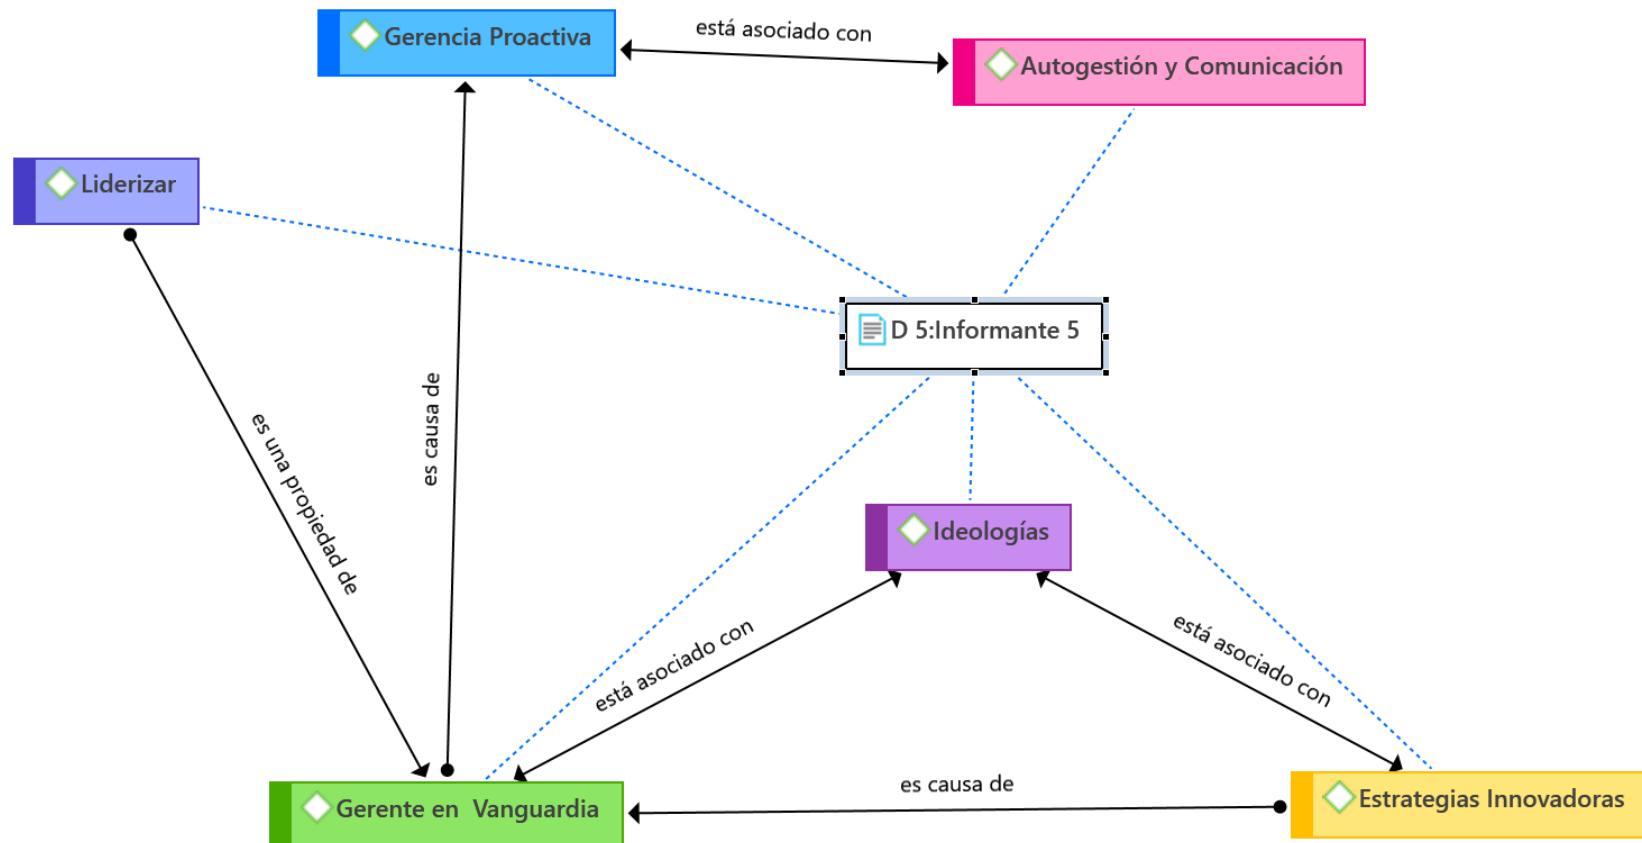 Gerencia Proactiva
está asociado con
Autogestión y Comunicación
Liderizar
D 5:Informante 5
es causa de
es una propiedad de
Ideologías
está asociado con
está asociado con
es causa de
Gerente en  Vanguardia
Estrategias Innovadoras